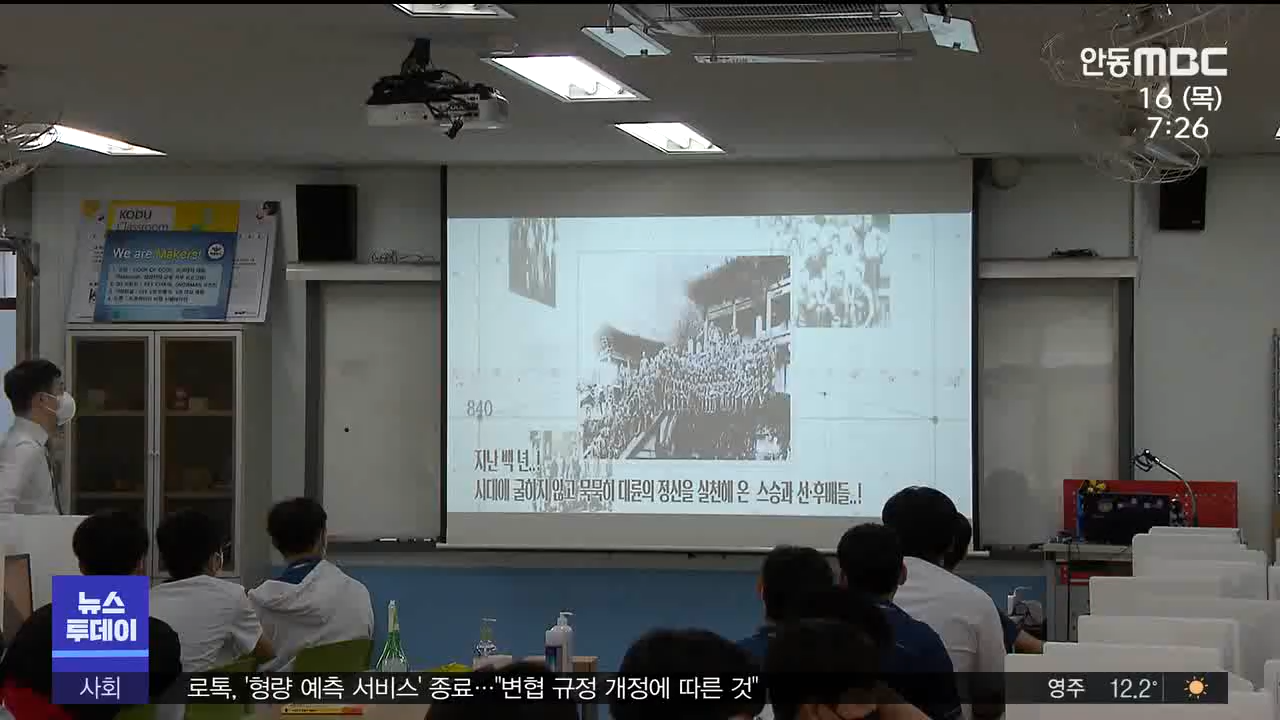 안동MBC
16 (목)
7:26
KODU
Classroom
We are Makers!
840
지난 백 년..!
시대에 굴하지 않고 묵묵히 대륜의 정신을 실천해 온 스승과 선·후배들..!
뉴스
투데이
사회
로톡, '형량 예측 서비스' 종료…"변협 규정 개정에 따른 것"
영주 12.2°